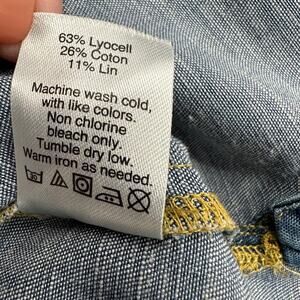 63% Lyocell
26% Coton
11% Lin
Machine wash cold,
with like colors.
Non chlorine
bleach only.
Tumble dry low.
Warm iron as needed.